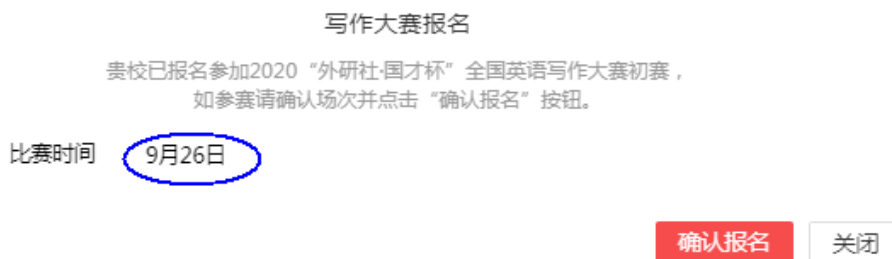 写作大赛报名
贵校已报名参加2020“外研社·国才杯”全国英语写作大赛初赛，
如参赛请确认场次并点击“确认报名”按钮。
比赛时间 9月26日
确认报名 关闭